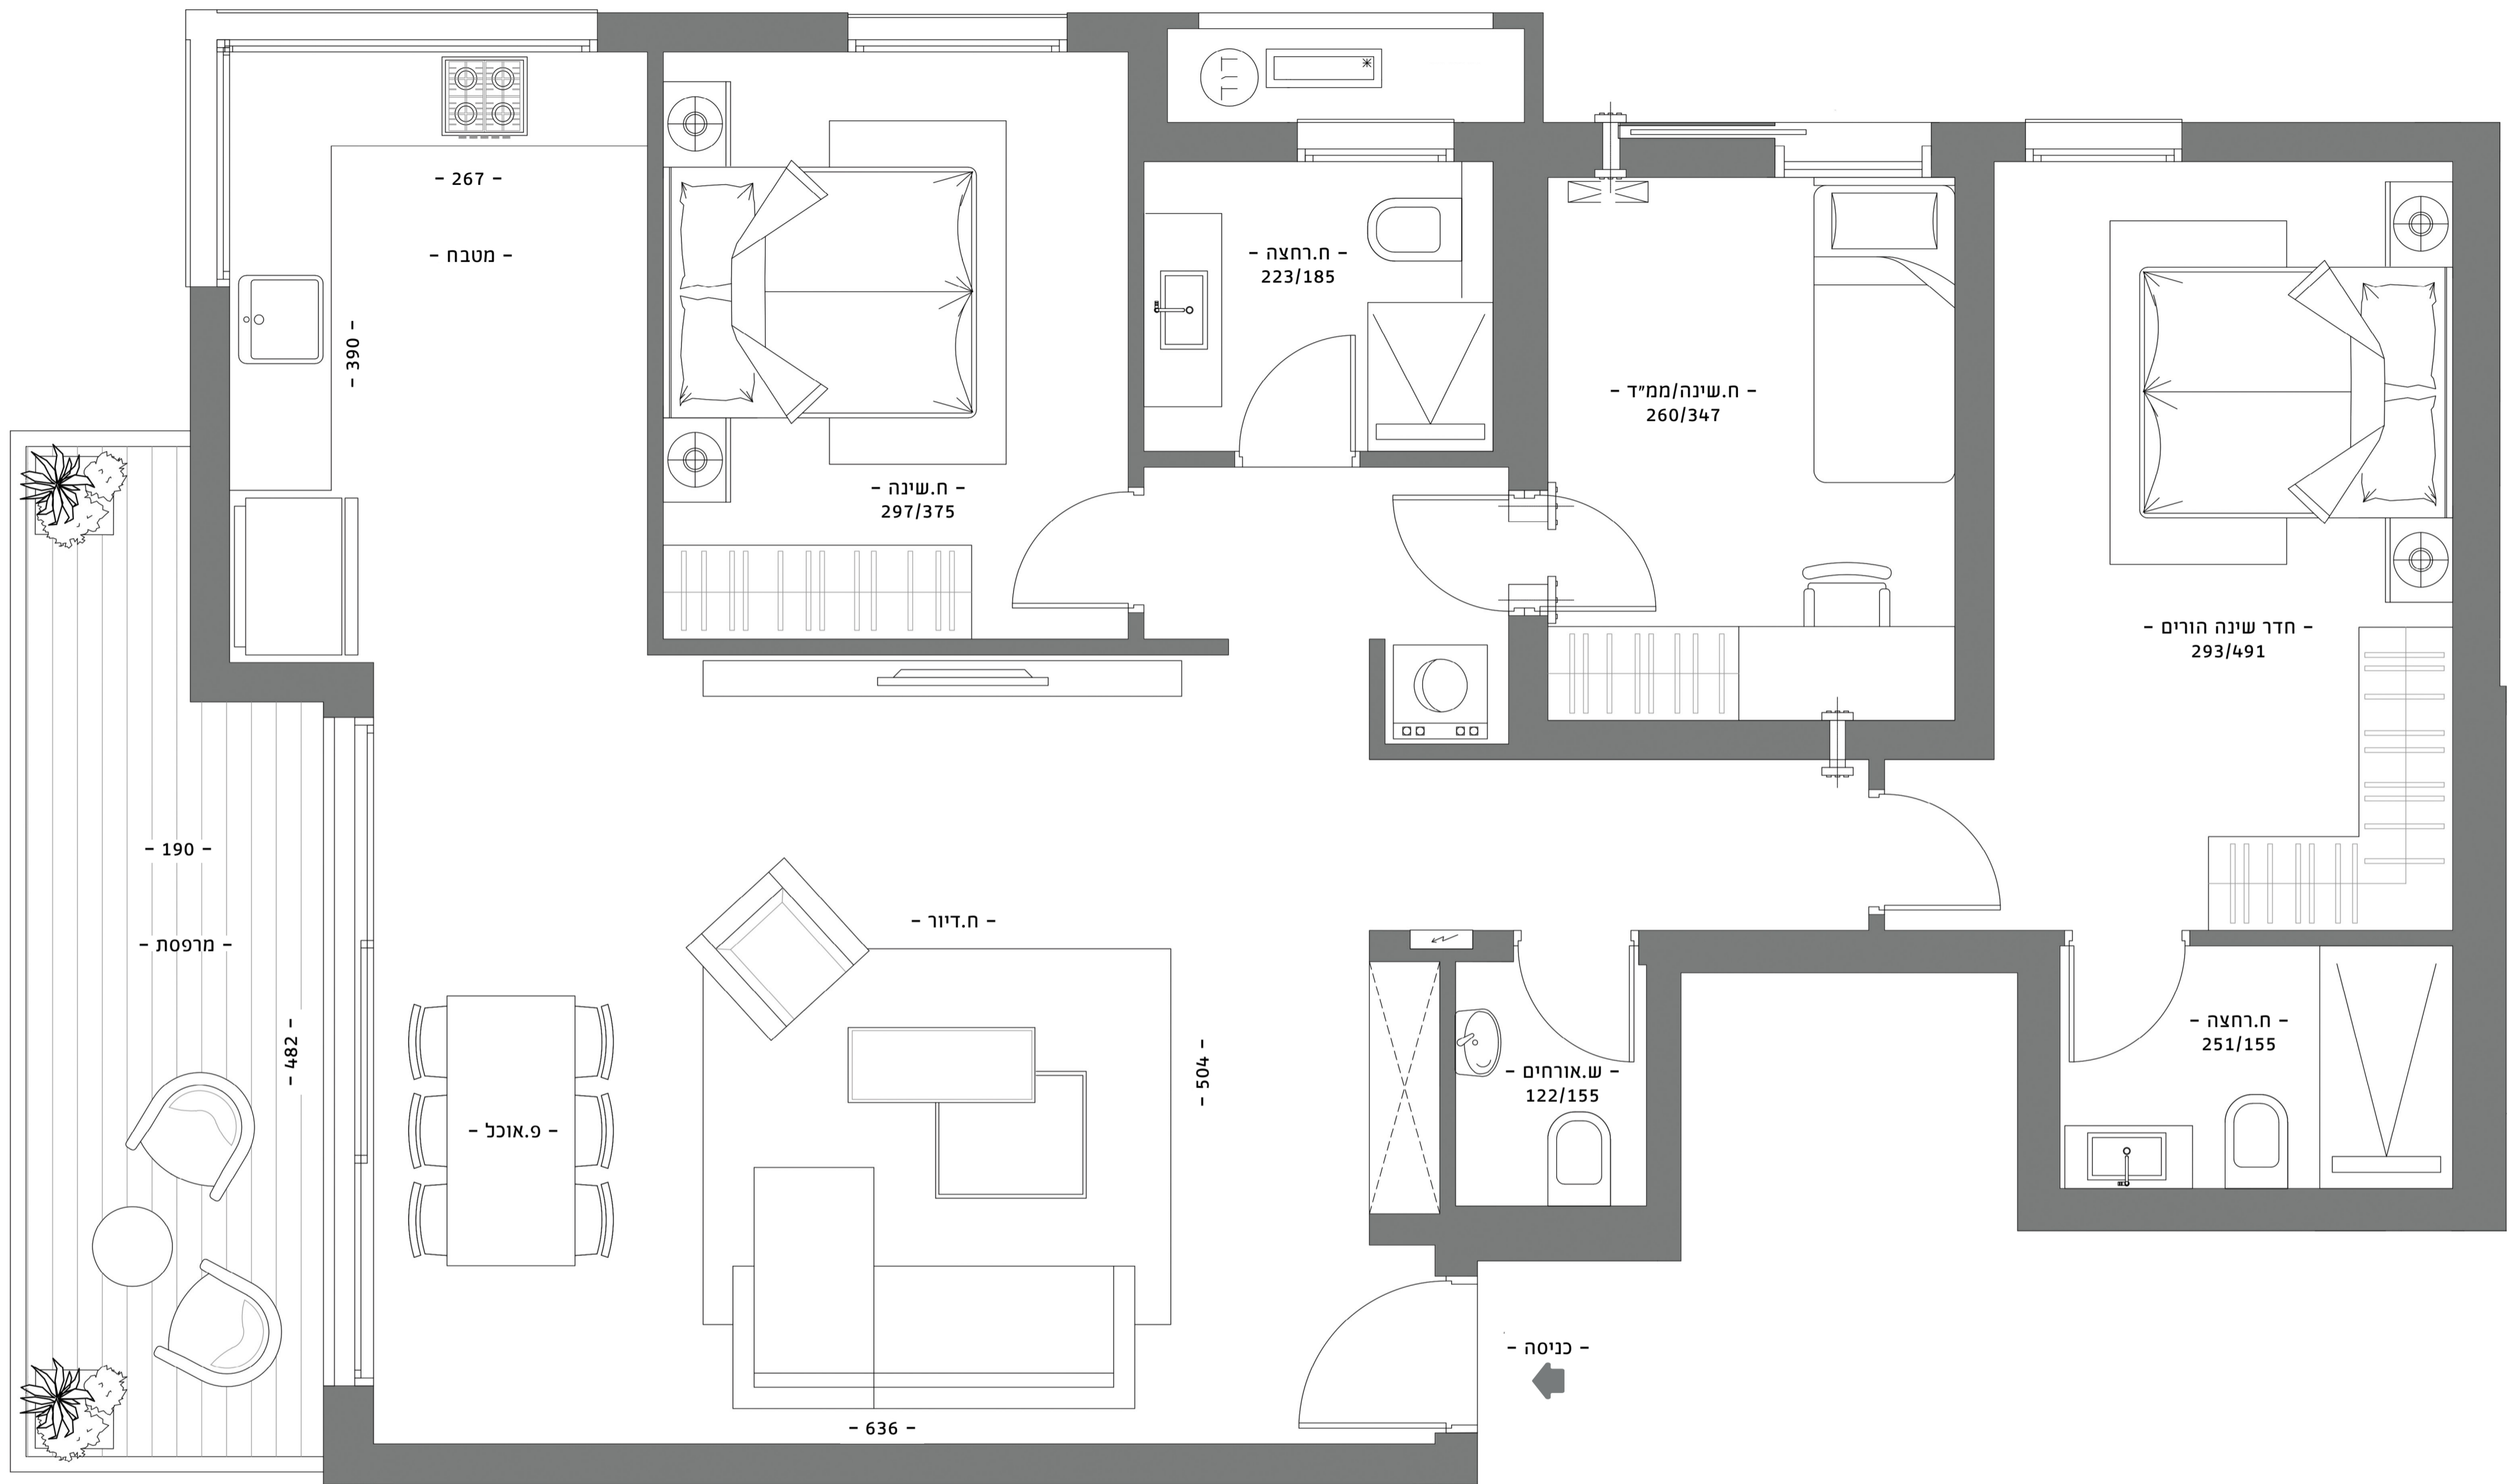 דוד
- 267 -
- מטבח -
- 390 -
- ח.שינה -
297/375
- ח.רחצה -
223/185
- ח.שינה/ממ״ד -
260/347
- חדר שינה הורים -
293/491
- 190 -
- מרפסת -
- 482 -
- ח.דיור -
- פ.אוכל -
- 504 -
- 636 -
- ש.אורחים -
122/155
- ח.רחצה -
251/155
- כניסה -